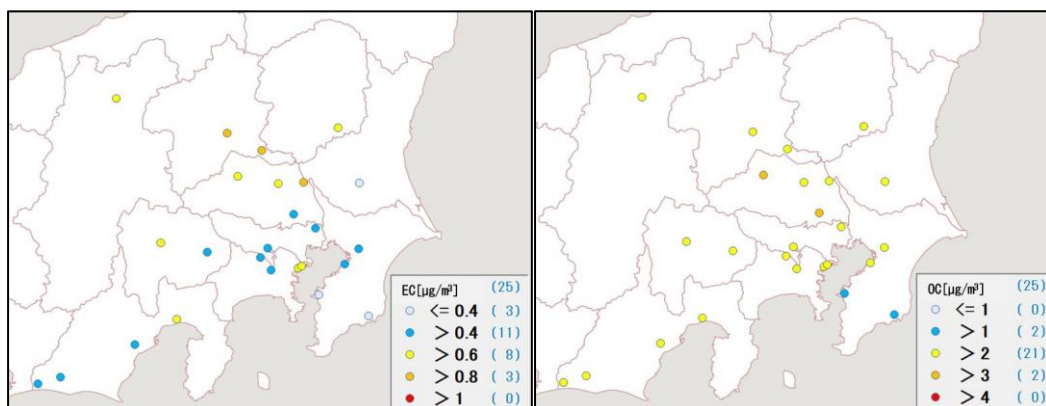 EC[μg/m³] (25)
<= 0.4 ( 3)
> 0.4 (11)
> 0.6 ( 8)
> 0.8 ( 3)
> 1 ( 0)
OC[μg/m³] (25)
<= 1 ( 0)
> 1 ( 2)
> 2 (21)
> 3 ( 2)
> 4 ( 0)